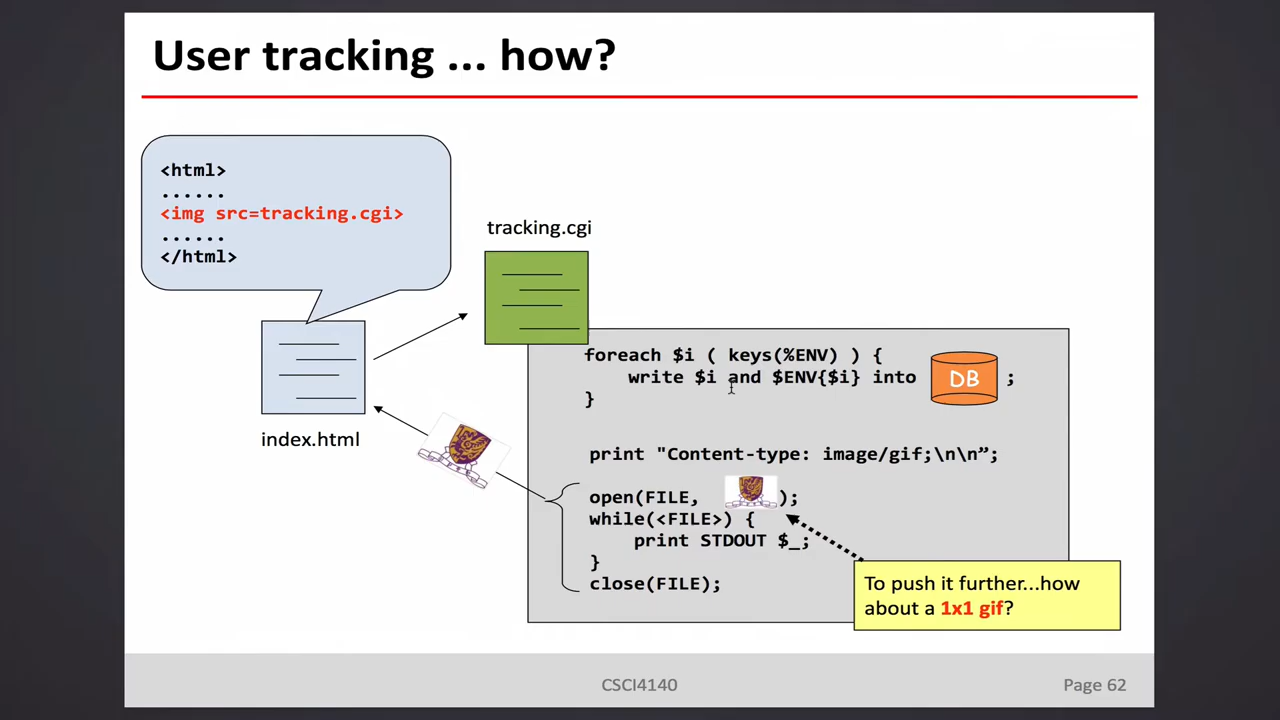 User tracking ... how?
<html>
......
<img src=tracking.cgi>
......
</html>
tracking.cgi
index.html
foreach $i ( keys(%ENV) ) {
write $i and $ENV{$i} into DB ;
}
print "Content-type: image/gif;\n\n”;
open(FILE, );
while(<FILE>) {
print STDOUT $_;
}
close(FILE);
To push it further...how
about a 1x1 gif?
CSCI4140
Page 62